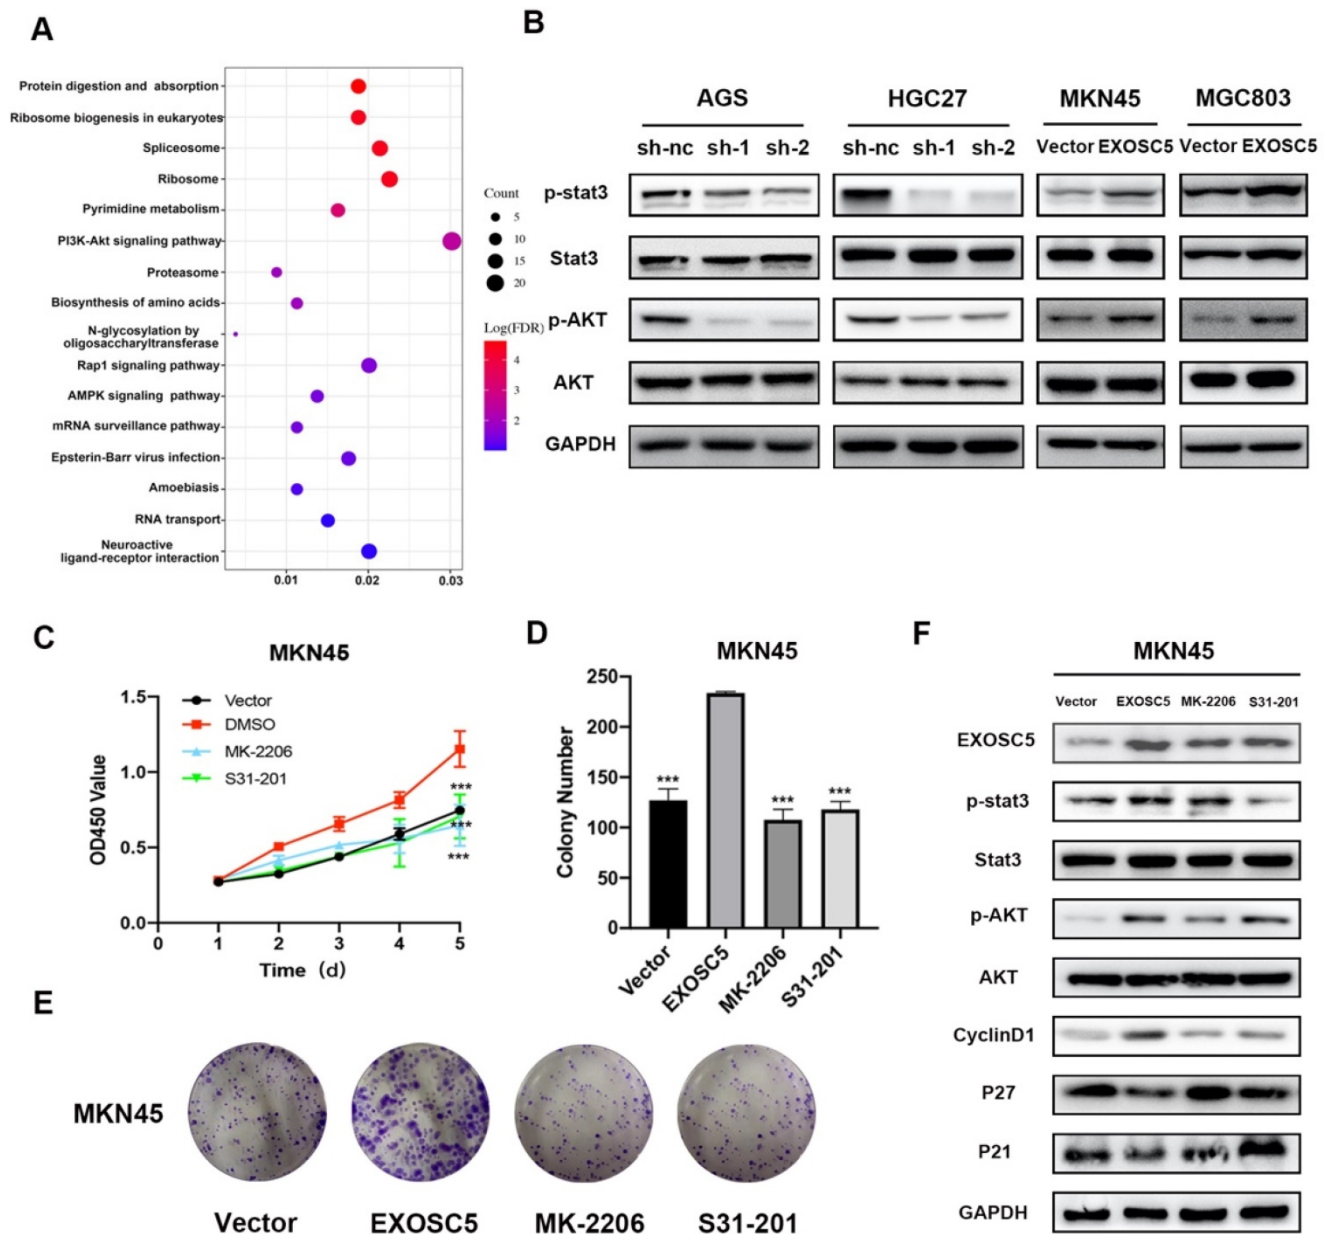 A
Protein digestion and absorption
Ribosome biogenesis in eukaryotes
Spliceosome
Ribosome
Pyrimidine metabolism
PI3K-Akt signaling pathway
Proteasome
Biosynthesis of amino acids
N-glycosylation by
oligosaccharyltransferase
Rap1 signaling pathway
AMPK signaling pathway
mRNA surveillance pathway
Epsterin-Barr virus infection
Amoebiasis
RNA transport
Neuroactive
ligand-receptor interaction
0.01 0.02 0.03
Count
5
10
15
20
Log(FDR)
4
3
2
B
AGS HGC27 MKN45 MGC803
sh-nc sh-1 sh-2 sh-nc sh-1 sh-2 Vector EXOSC5 Vector EXOSC5
p-stat3
Stat3
p-AKT
AKT
GAPDH
C
MKN45
Vector
DMSO
MK-2206
S31-201
OD450 Value
1.5
1.0
0.5
0.0
***
***
***
0 1 2 3 4 5
Time (d)
D
MKN45
Colony Number
250
200
150
100
50
0
*** *** ***
Vector EXOSC5 MK-2206 S31-201
E
MKN45
Vector EXOSC5 MK-2206 S31-201
F
MKN45
Vector EXOSC5 MK-2206 S31-201
EXOSC5
p-stat3
Stat3
p-AKT
AKT
CyclinD1
P27
P21
GAPDH